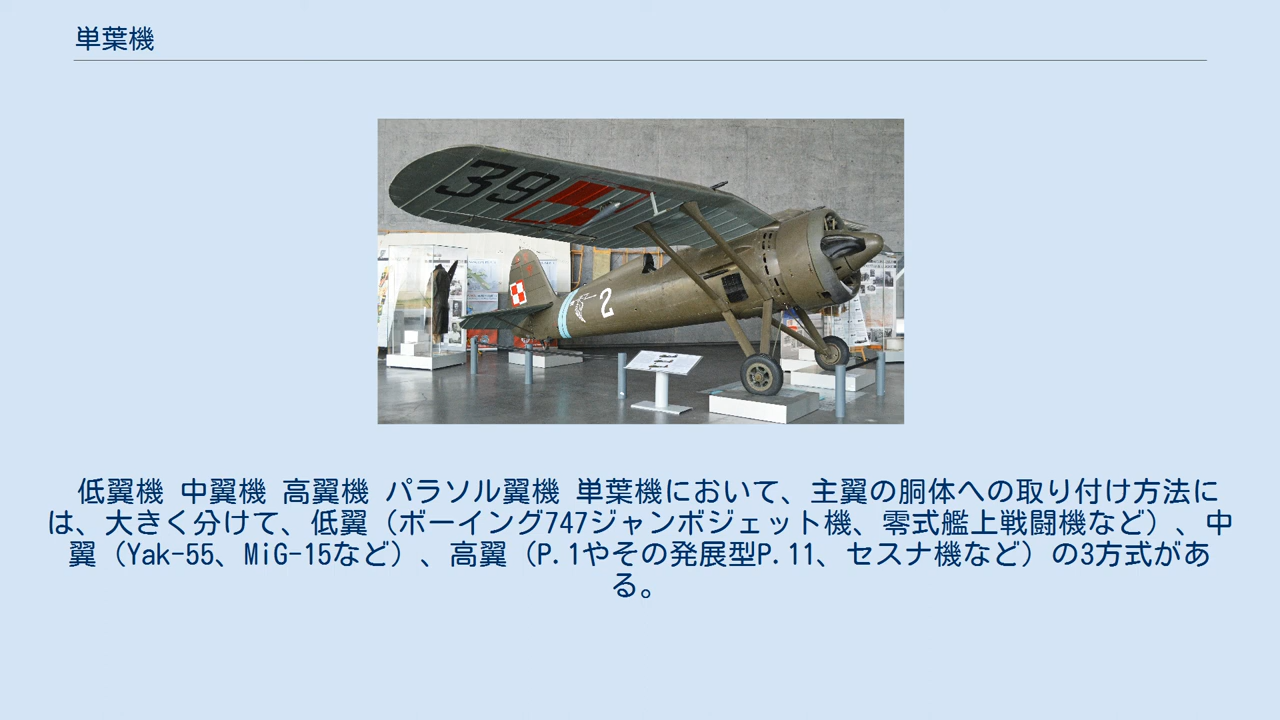 単葉機
39
2
低翼機 中翼機 高翼機 パラソル翼機 単葉機において、主翼の胴体への取り付け方法に
は、大きく分けて、低翼（ボーイング747ジャンボジェット機、零式艦上戦闘機など）、中
翼（Yak-55、MiG-15など）、高翼（P.1やその発展型P.11、セスナ機など）の3方式があ
る。